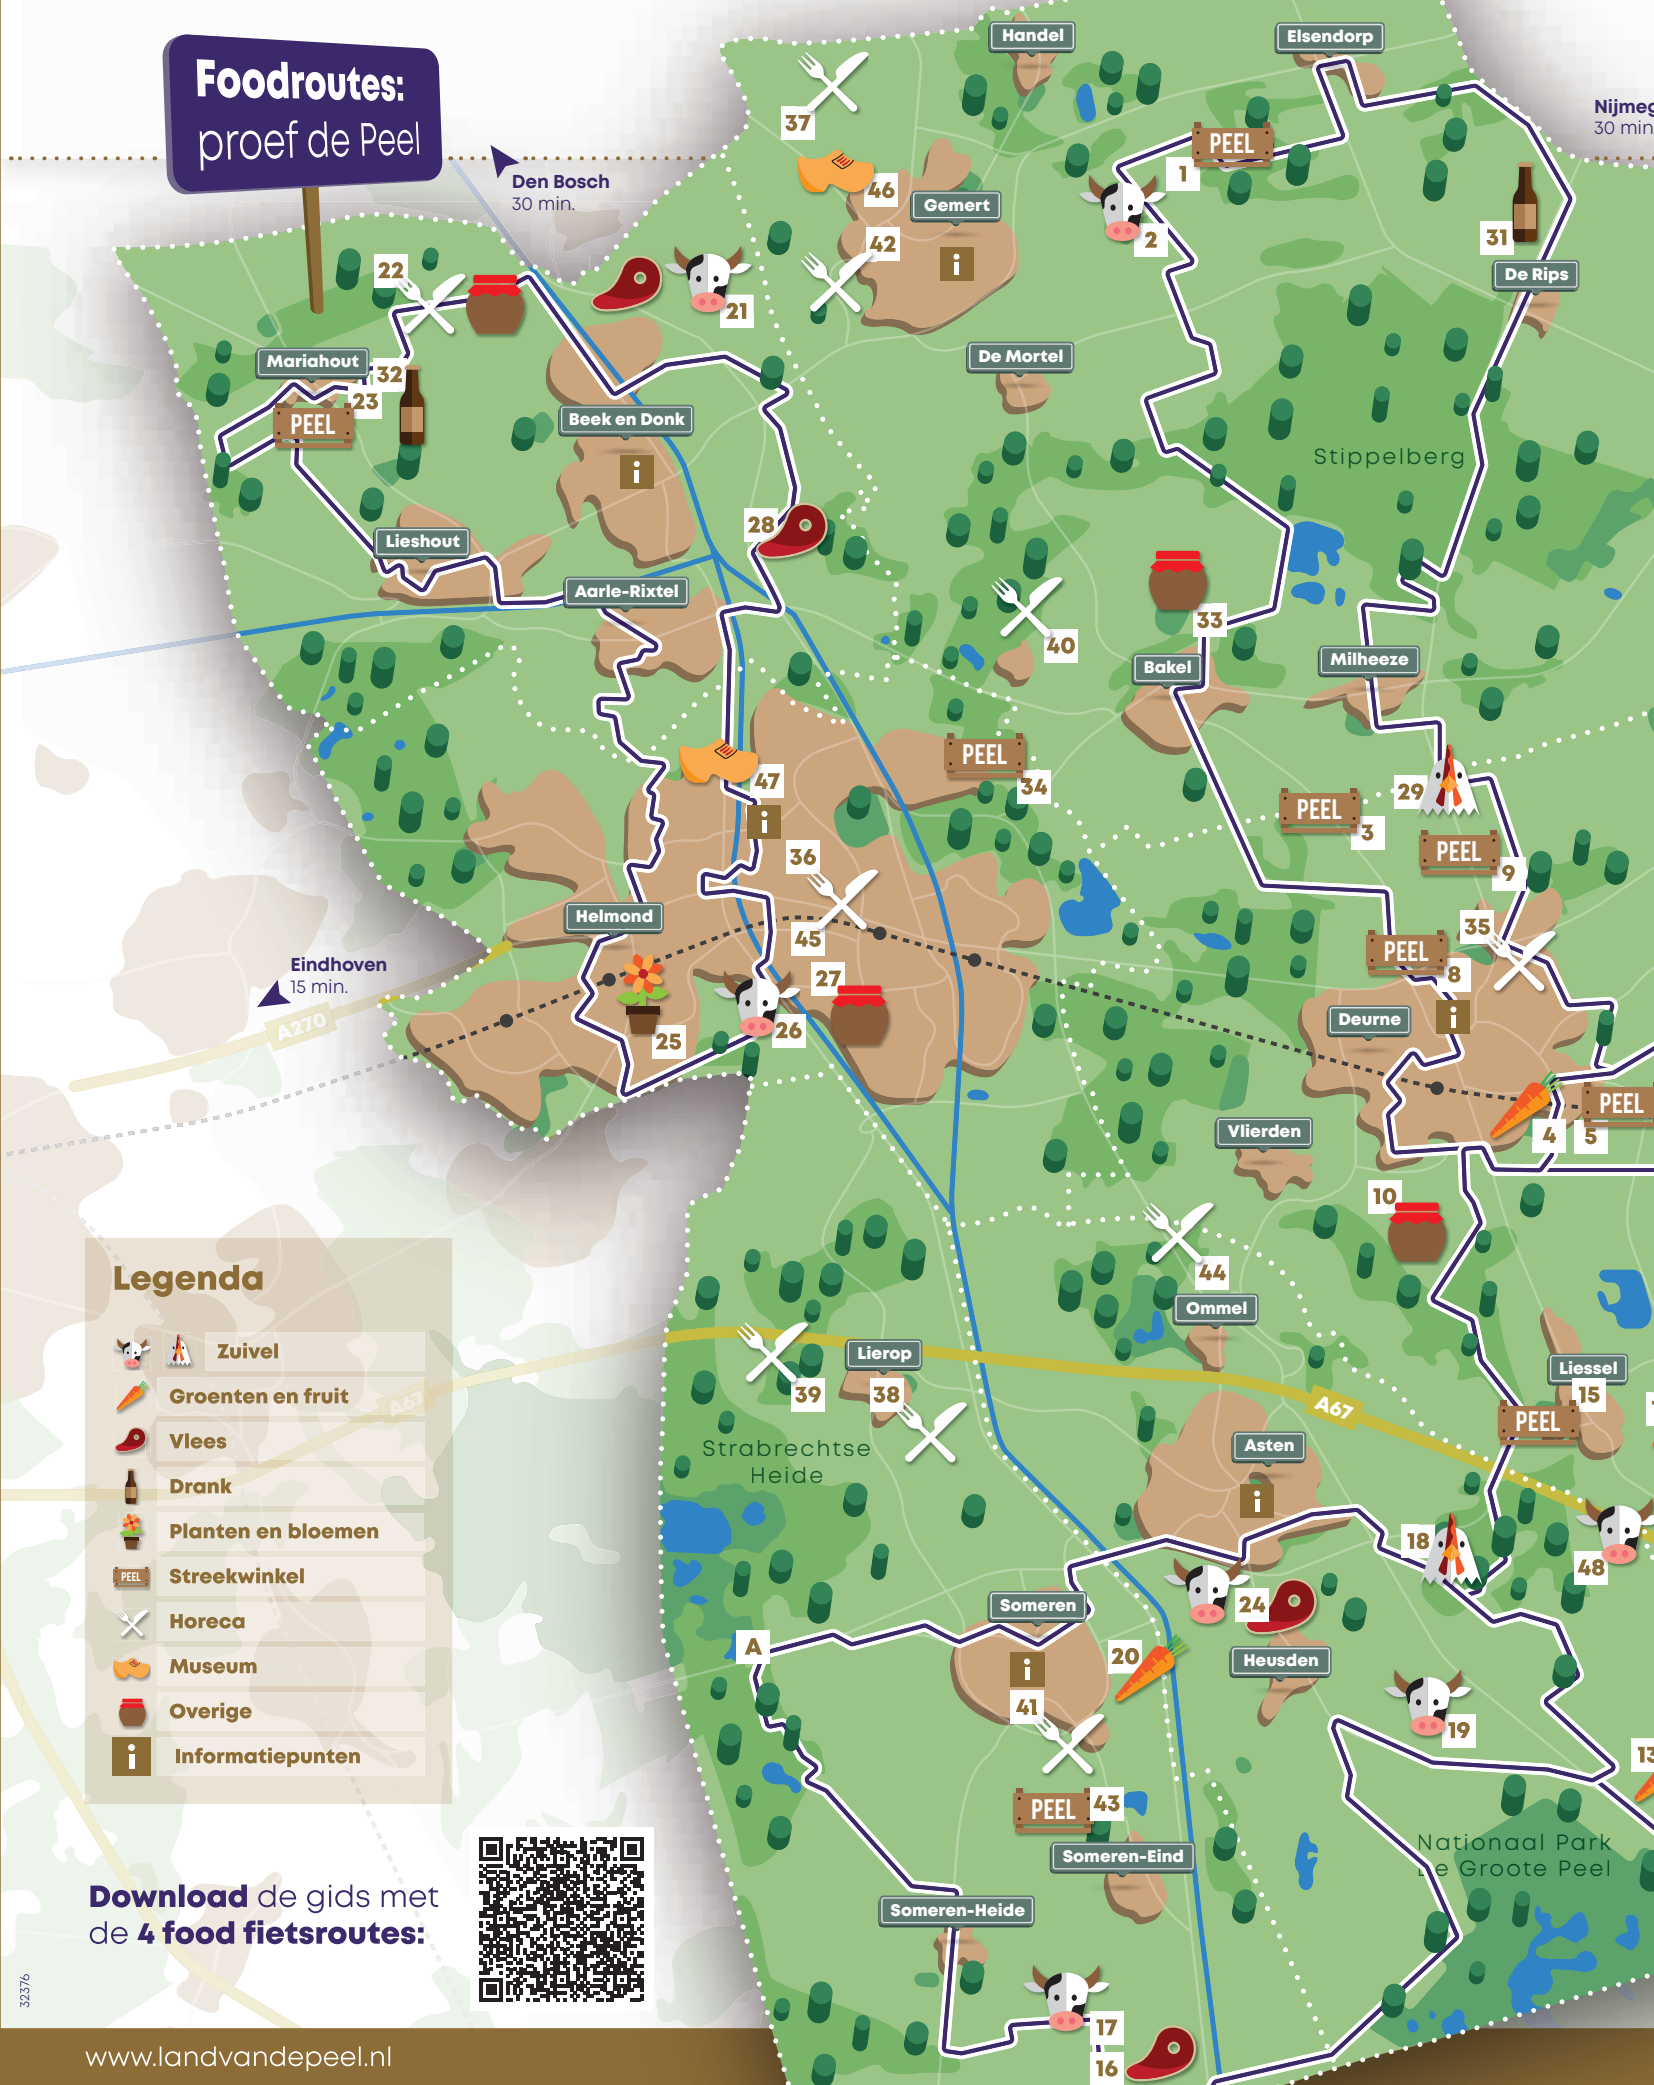 Foodroutes:
proef de Peel
Den Bosch
30 min.
Handel
Elsendorp
30 min
37
PEEL
1
46
Gemert
i
42
2
31
De Rips
22
21
De Mortel
Mariahout
32
23
PEEL
Beek en Donk
i
Stippelberg
28
Lieshout
Aarle-Rixtel
33
40
Bakel
Milheeze
PEEL
34
47
i
29
PEEL
3
PEEL
9
36
Helmond
45
35
PEEL
8
Eindhoven
15 min.
A270
27
26
25
Deurne
i
PEEL
4
5
Vlierden
10
44
Ommel
Lierop
39
38
A67
Liessel
15
PEEL
Strabrechtse
Heide
Asten
i
18
48
24
Someren
A
i
20
Heusden
41
19
13
PEEL
43
Someren-Eind
Nationaal Park
De Groote Peel
Someren-Heide
17
16
Legenda
Zuivel
Groenten en fruit
A67
Vlees
Drank
Planten en bloemen
PEEL
Streekwinkel
Horeca
Museum
Overige
i
Informatiepunten
Download de gids met
de 4 food fietsroutes:
32376
www.landvandepeel.nl